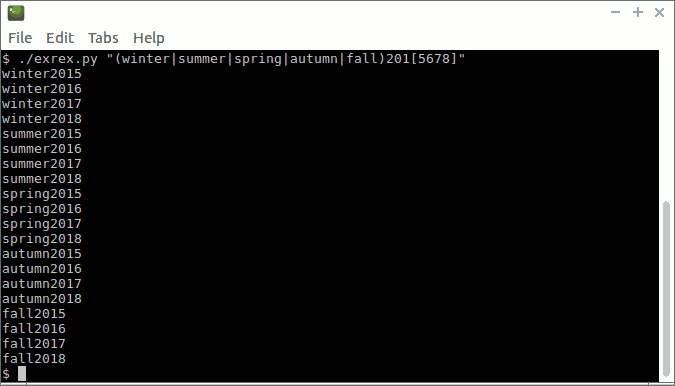 File Edit Tabs Help
$ ./exrex.py "(winter|summer|spring|autumn|fall)201[5678]"
winter2015
winter2016
winter2017
winter2018
summer2015
summer2016
summer2017
summer2018
spring2015
spring2016
spring2017
spring2018
autumn2015
autumn2016
autumn2017
autumn2018
fall2015
fall2016
fall2017
fall2018
$